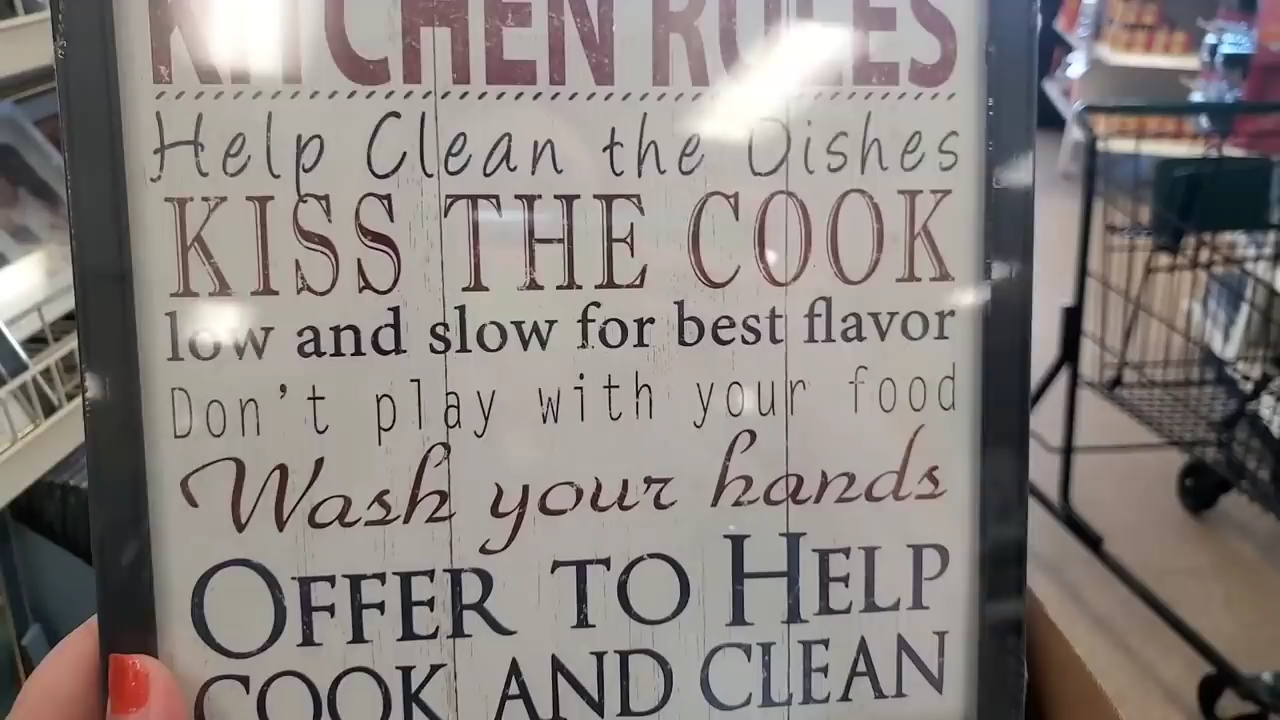 KITCHEN RULES
Help Clean the Dishes
KISS THE COOK
low and slow for best flavor
Don't play with your food
Wash your hands
OFFER TO HELP
COOK AND CLEAN